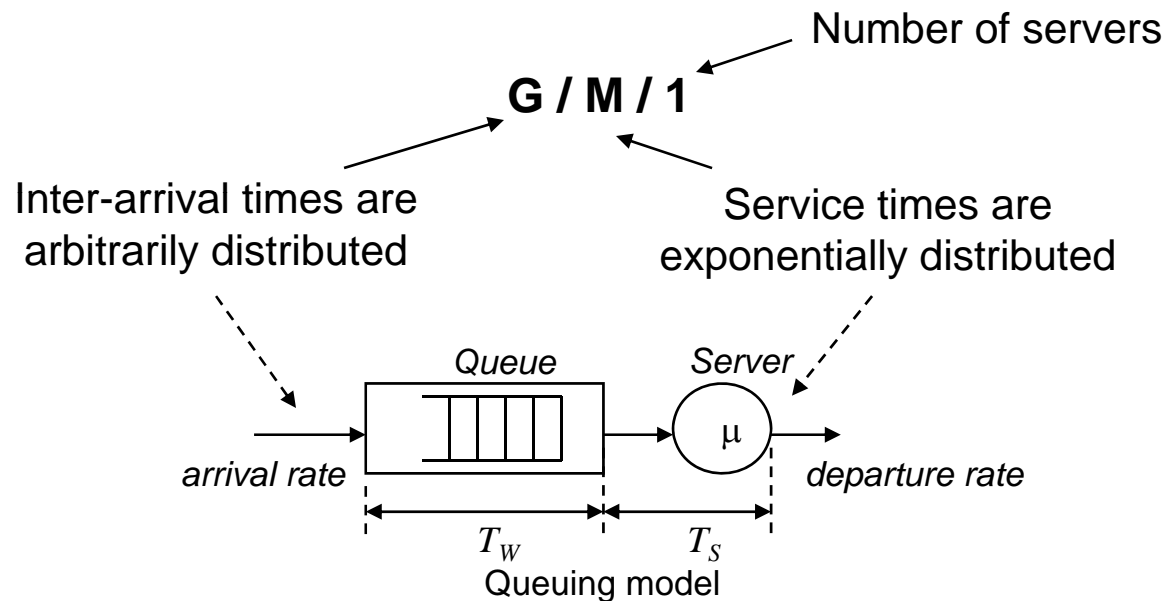 Number of servers
G / M / 1
Inter-arrival times are
arbitrarily distributed
Service times are
exponentially distributed
Queue
Server
μ
arrival rate
departure rate
T_W
T_S
Queuing model